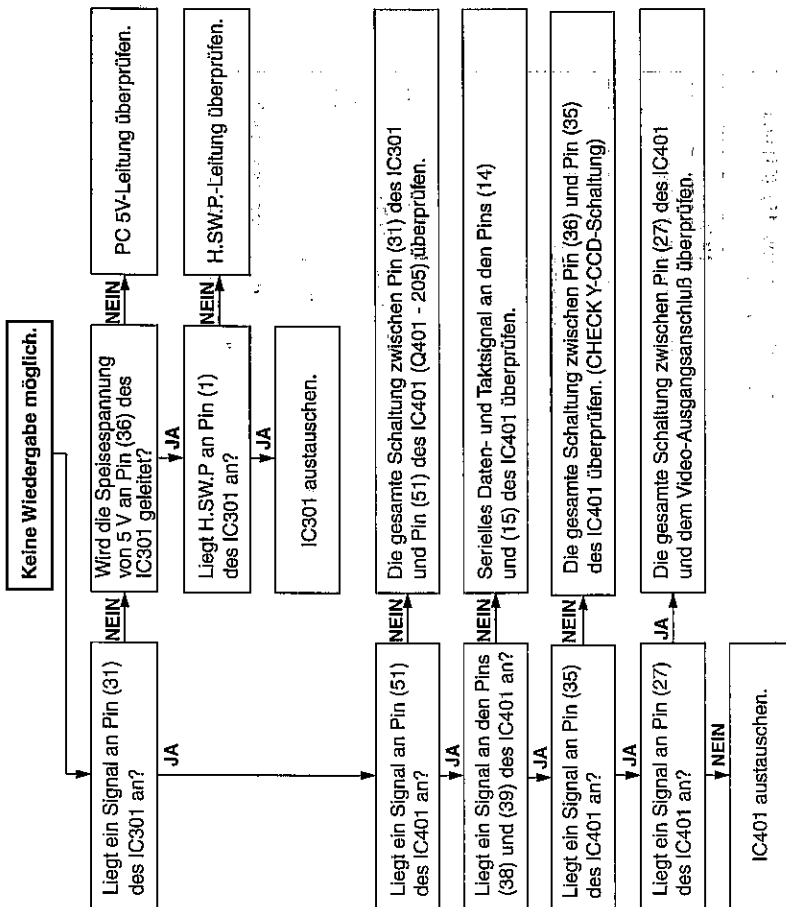 Keine Wiedergabe möglich.
Liegt ein Signal an Pin (31)
des IC301 an?
NEIN
Wird die Speisespannung
von 5 V an Pin (36) des
IC301 geleitet?
NEIN
PC 5V-Leitung überprüfen.
JA
Liegt H.SW.P an Pin (1)
des IC301 an?
NEIN
H.SW.P.-Leitung überprüfen.
JA
IC301 austauschen.
JA
Liegt ein Signal an Pin (51)
des IC401 an?
NEIN
Die gesamte Schaltung zwischen Pin (31) des IC301
und Pin (51) des IC401 (Q401 - 205) überprüfen.
JA
Liegt ein Signal an den Pins
(38) und (39) des IC401 an?
NEIN
Serielles Daten- und Taktsignal an den Pins (14)
und (15) des IC401 überprüfen.
JA
Liegt ein Signal an Pin (35)
des IC401 an?
NEIN
Die gesamte Schaltung zwischen Pin (36) und Pin (35)
des IC401 überprüfen. (CHECK Y-CCD-Schaltung)
JA
Liegt ein Signal an Pin (27)
des IC401 an?
JA
Die gesamte Schaltung zwischen Pin (27) des IC401
und dem Video-Ausgangsanschluß überprüfen.
NEIN
IC401 austauschen.